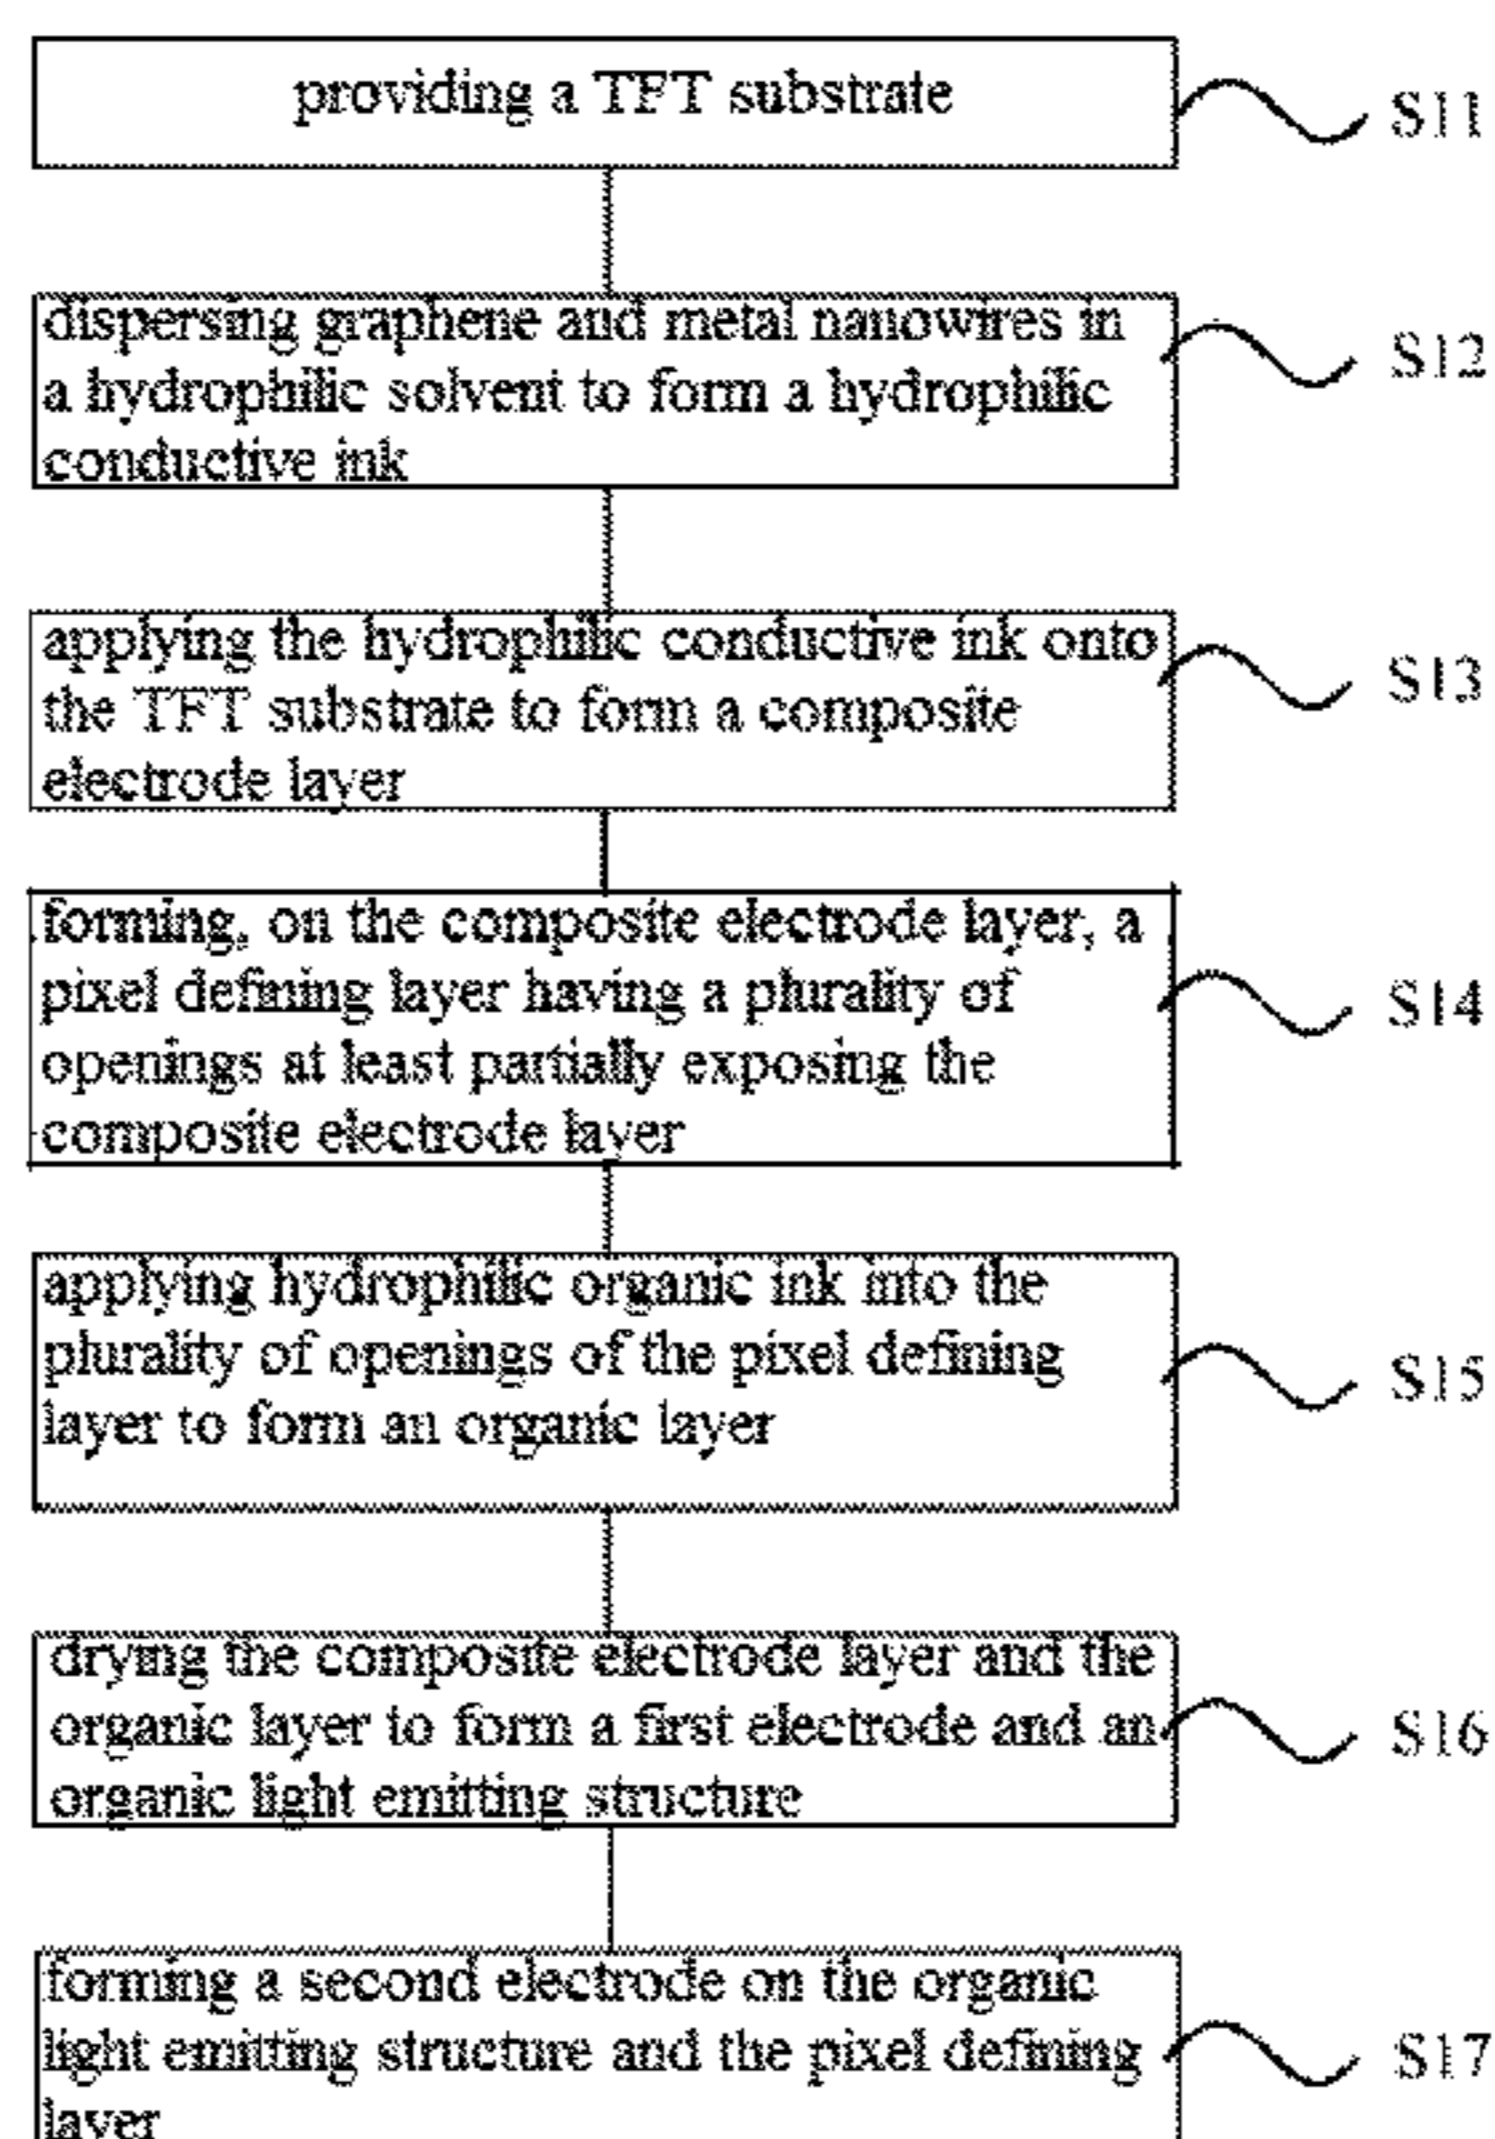 providing a TFT substrate
S11
dispersing graphene and metal nanowires in
a hydrophilic solvent to form a hydrophilic
conductive ink
S12
applying the hydrophilic conductive ink onto
the TFT substrate to form a composite
electrode layer
S13
forming, on the composite electrode layer, a
pixel defining layer having a plurality of
openings at least partially exposing the
composite electrode layer
S14
applying hydrophilic organic ink into the
plurality of openings of the pixel defining
layer to form an organic layer
S15
drying the composite electrode layer and the
organic layer to form a first electrode and an
organic light emitting structure
S16
forming a second electrode on the organic
light emitting structure and the pixel defining
layer
S17